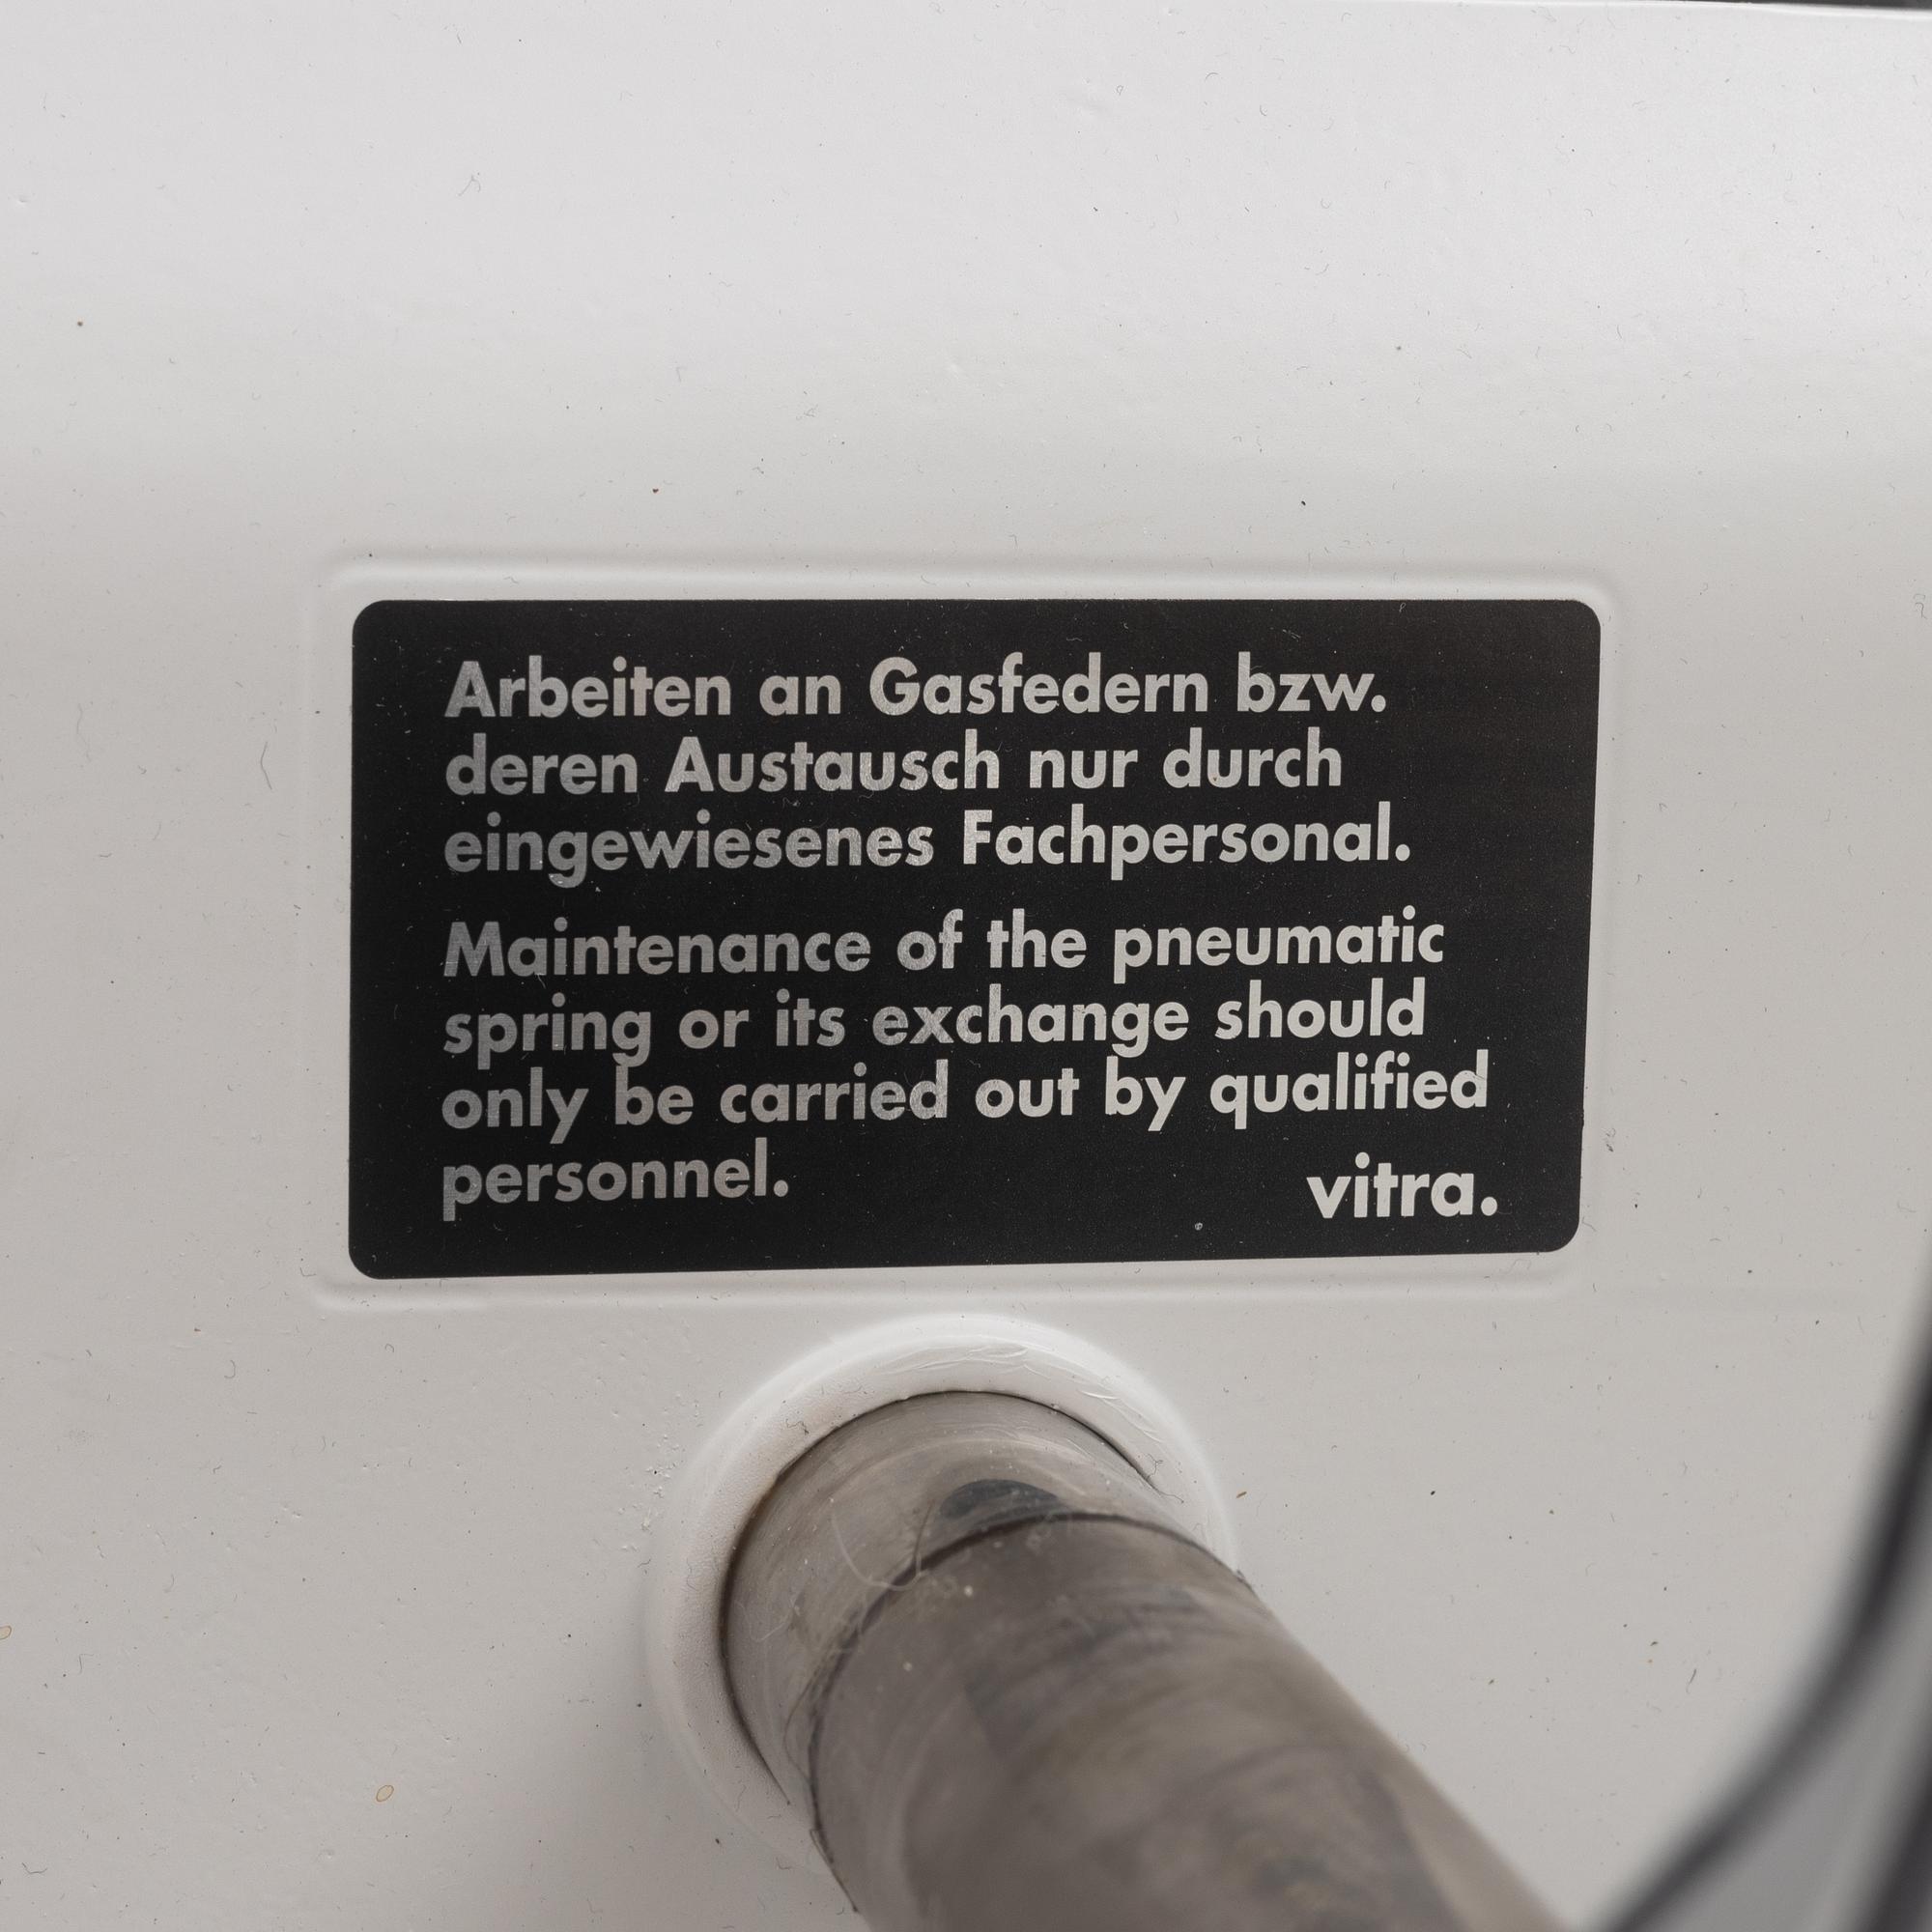 Arbeiten an Gasfedern bzw.
deren Austausch nur durch
eingewiesenes Fachpersonal.
Maintenance of the pneumatic
spring or its exchange should
only be carried out by qualified
personnel.
vitra.